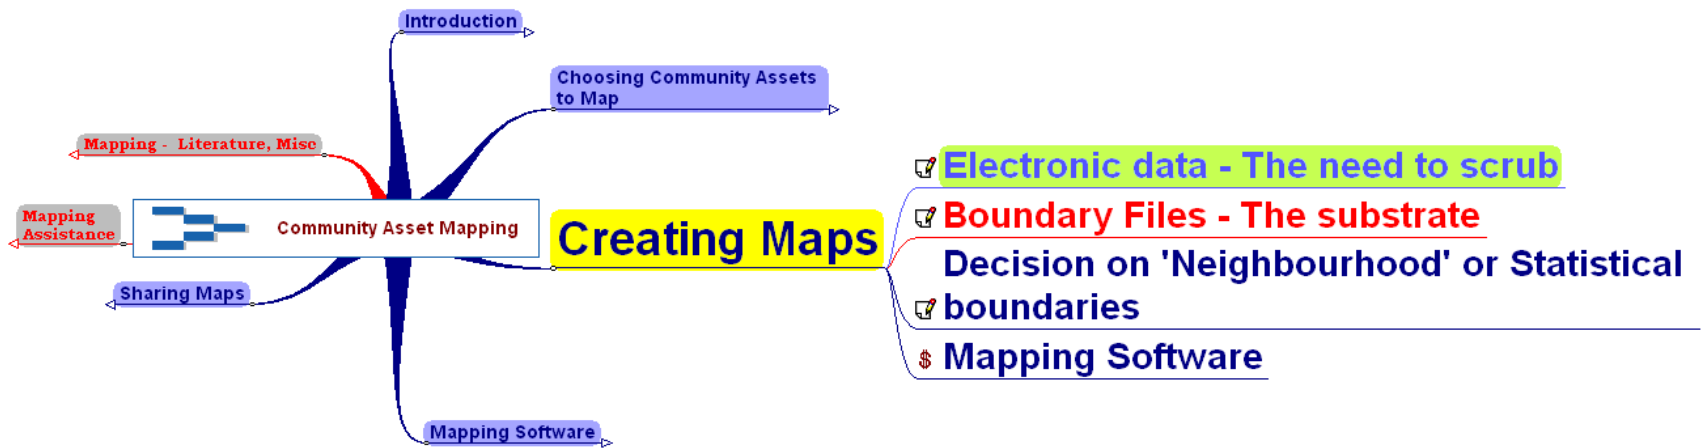 Introduction
Choosing Community Assets
to Map
Mapping - Literature, Misc
Mapping
Assistance
Community Asset Mapping
Creating Maps
Electronic data - The need to scrub
Boundary Files - The substrate
Decision on 'Neighbourhood' or Statistical
boundaries
$ Mapping Software
Sharing Maps
Mapping Software